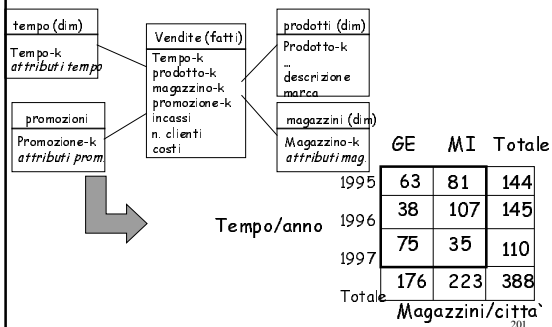 tempo (dim)
Tempo-k
attributi tempo
Vendite (fatti)
Tempo-k
prodotto-k
magazzino-k
promozione-k
incassi
n. clienti
costi
prodotti (dim)
Prodotto-k
...
descrizione
marca
promozioni
Promozione-k
attributi prom.
magazzini (dim)
Magazzino-k
attributi mag.
GE MI Totale
1995 63 81 144
1996 38 107 145
1997 75 35 110
Totale 176 223 388
Tempo/anno
Magazzini/citta`
201